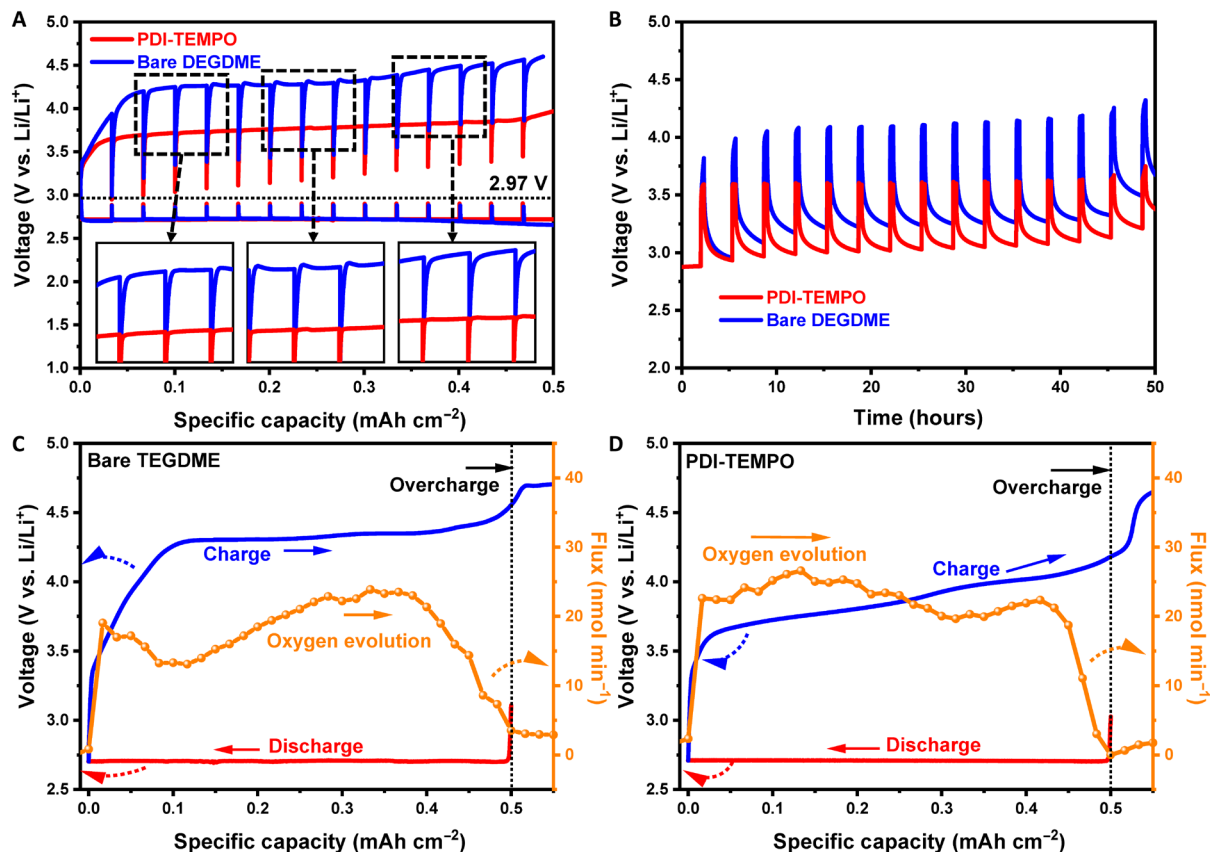 A
Voltage (V vs. Li/Li⁺)
5.0
4.5
4.0
3.5
3.0
2.5
2.0
1.5
1.0
PDI-TEMPO
Bare DEGDME
2.97 V
0.0 0.1 0.2 0.3 0.4 0.5
Specific capacity (mAh cm⁻²)
B
Voltage (V vs. Li/Li⁺)
5.0
4.5
4.0
3.5
3.0
2.5
2.0
PDI-TEMPO
Bare DEGDME
0 10 20 30 40 50
Time (hours)
C
Voltage (V vs. Li/Li⁺)
5.0
4.5
4.0
3.5
3.0
2.5
Bare TEGDME
Overcharge
Charge
Oxygen evolution
Discharge
40
30
20
10
0
Flux (nmol min⁻¹)
0.0 0.1 0.2 0.3 0.4 0.5
Specific capacity (mAh cm⁻²)
D
Voltage (V vs. Li/Li⁺)
5.0
4.5
4.0
3.5
3.0
2.5
PDI-TEMPO
Overcharge
Oxygen evolution
Charge
Discharge
40
30
20
10
0
Flux (nmol min⁻¹)
0.0 0.1 0.2 0.3 0.4 0.5
Specific capacity (mAh cm⁻²)